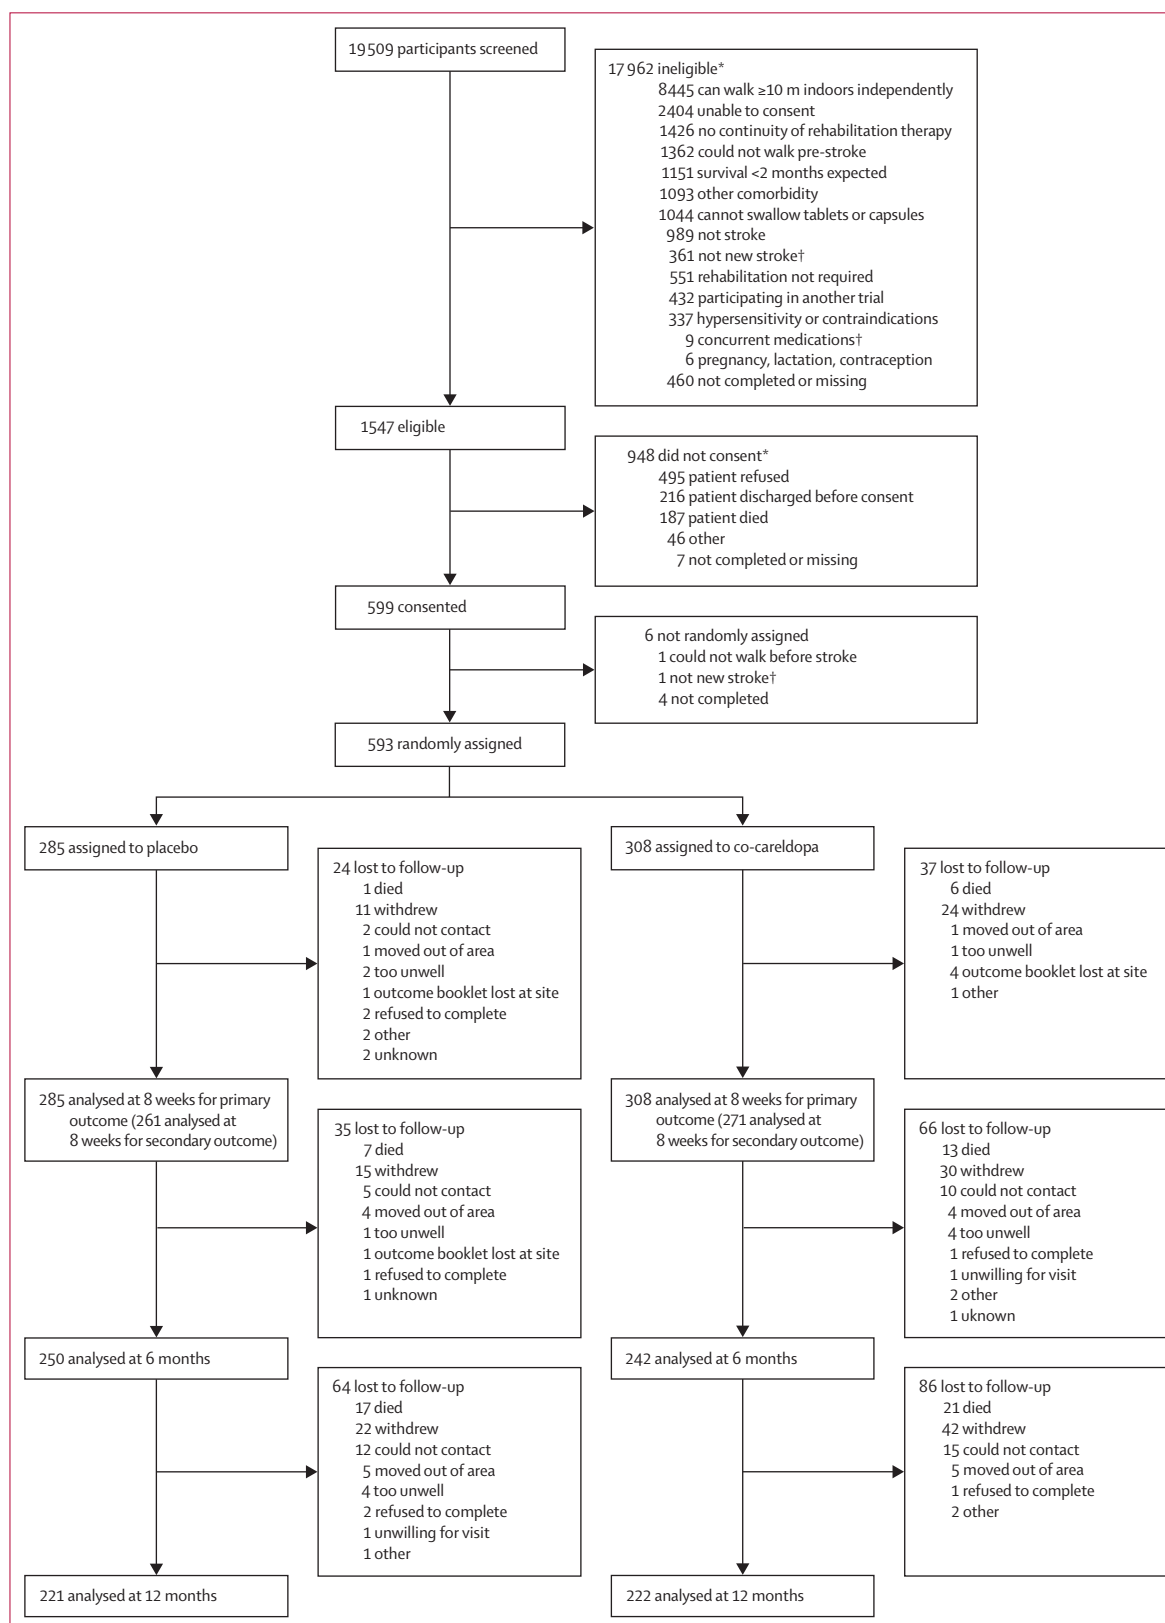 19 509 participants screened
17 962 ineligible*
8445 can walk ≥10 m indoors independently
2404 unable to consent
1426 no continuity of rehabilitation therapy
1362 could not walk pre-stroke
1151 survival <2 months expected
1093 other comorbidity
1044 cannot swallow tablets or capsules
989 not stroke
361 not new stroke†
551 rehabilitation not required
432 participating in another trial
337 hypersensitivity or contraindications
9 concurrent medications†
6 pregnancy, lactation, contraception
460 not completed or missing
1547 eligible
948 did not consent*
495 patient refused
216 patient discharged before consent
187 patient died
46 other
7 not completed or missing
599 consented
6 not randomly assigned
1 could not walk before stroke
1 not new stroke†
4 not completed
593 randomly assigned
285 assigned to placebo
24 lost to follow-up
1 died
11 withdrew
2 could not contact
1 moved out of area
2 too unwell
1 outcome booklet lost at site
2 refused to complete
2 other
2 unknown
308 assigned to co-careldopa
37 lost to follow-up
6 died
24 withdrew
1 moved out of area
1 too unwell
4 outcome booklet lost at site
1 other
285 analysed at 8 weeks for primary
outcome (261 analysed at
8 weeks for secondary outcome)
35 lost to follow-up
7 died
15 withdrew
5 could not contact
4 moved out of area
1 too unwell
1 outcome booklet lost at site
1 refused to complete
1 unknown
308 analysed at 8 weeks for primary
outcome (271 analysed at
8 weeks for secondary outcome)
66 lost to follow-up
13 died
30 withdrew
10 could not contact
4 moved out of area
4 too unwell
1 refused to complete
1 unwilling for visit
2 other
1 uknown
250 analysed at 6 months
64 lost to follow-up
17 died
22 withdrew
12 could not contact
5 moved out of area
4 too unwell
2 refused to complete
1 unwilling for visit
1 other
242 analysed at 6 months
86 lost to follow-up
21 died
42 withdrew
15 could not contact
5 moved out of area
1 refused to complete
2 other
221 analysed at 12 months
222 analysed at 12 months